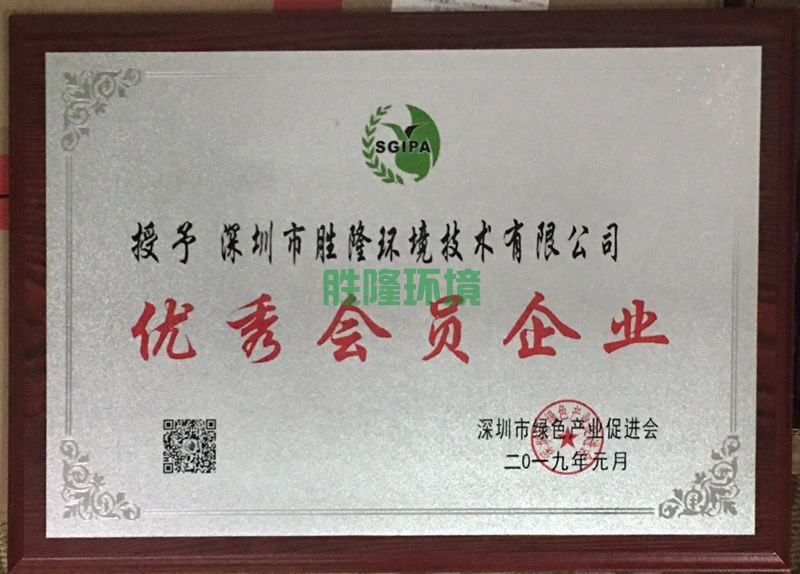 SGIPA
授予 深圳市胜隆环境技术有限公司
胜隆环境
优秀会员企业
深圳市绿色产业促进会
二0一九年元月